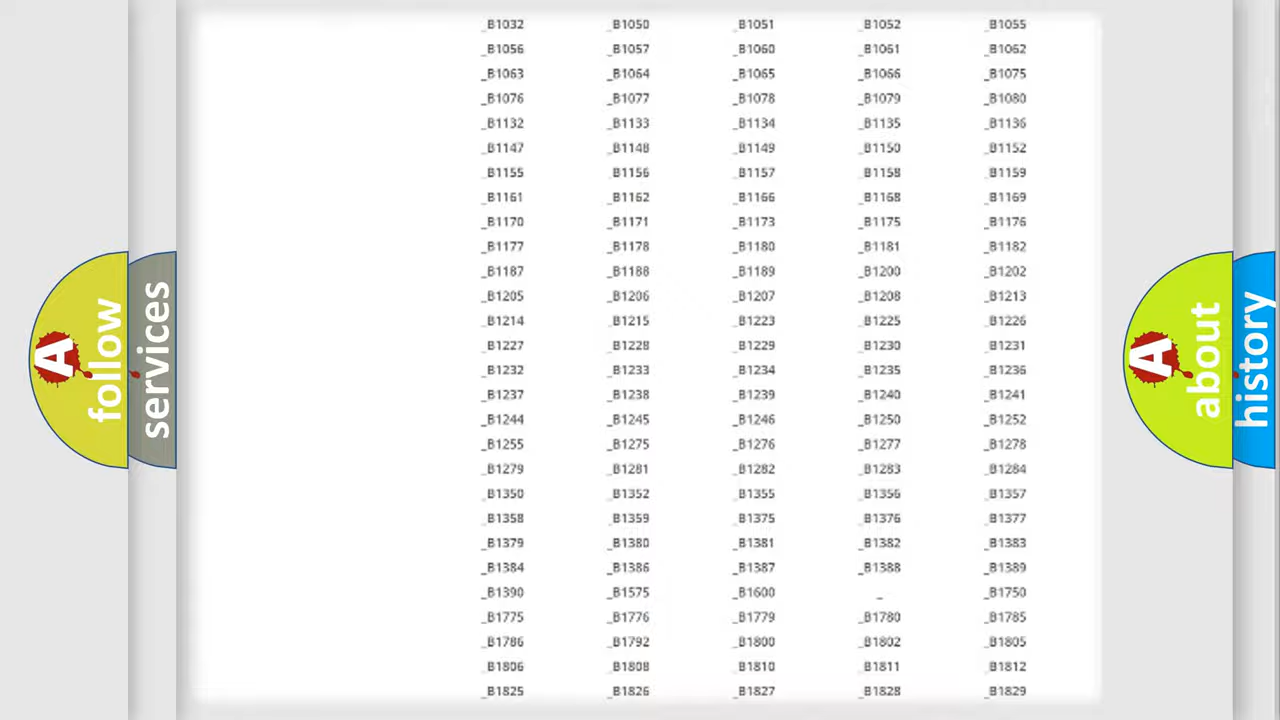 _B1032 _B1050 _B1051 _B1052 _B1055
_B1056 _B1057 _B1060 _B1061 _B1062
_B1063 _B1064 _B1065 _B1066 _B1075
_B1076 _B1077 _B1078 _B1079 _B1080
_B1132 _B1133 _B1134 _B1135 _B1136
_B1147 _B1148 _B1149 _B1150 _B1152
_B1155 _B1156 _B1157 _B1158 _B1159
_B1161 _B1162 _B1166 _B1168 _B1169
_B1170 _B1171 _B1173 _B1175 _B1176
_B1177 _B1178 _B1180 _B1181 _B1182
_B1187 _B1188 _B1189 _B1200 _B1202
_B1205 _B1206 _B1207 _B1208 _B1213
_B1214 _B1215 _B1223 _B1225 _B1226
_B1227 _B1228 _B1229 _B1230 _B1231
_B1232 _B1233 _B1234 _B1235 _B1236
_B1237 _B1238 _B1239 _B1240 _B1241
_B1244 _B1245 _B1246 _B1250 _B1252
_B1255 _B1275 _B1276 _B1277 _B1278
_B1279 _B1281 _B1282 _B1283 _B1284
_B1350 _B1352 _B1355 _B1356 _B1357
_B1358 _B1359 _B1375 _B1376 _B1377
_B1379 _B1380 _B1381 _B1382 _B1383
_B1384 _B1386 _B1387 _B1388 _B1389
_B1390 _B1575 _B1600 _ _B1750
_B1775 _B1776 _B1779 _B1780 _B1785
_B1786 _B1792 _B1800 _B1802 _B1805
_B1806 _B1808 _B1810 _B1811 _B1812
_B1825 _B1826 _B1827 _B1828 _B1829
A
follow
services
A
about
history